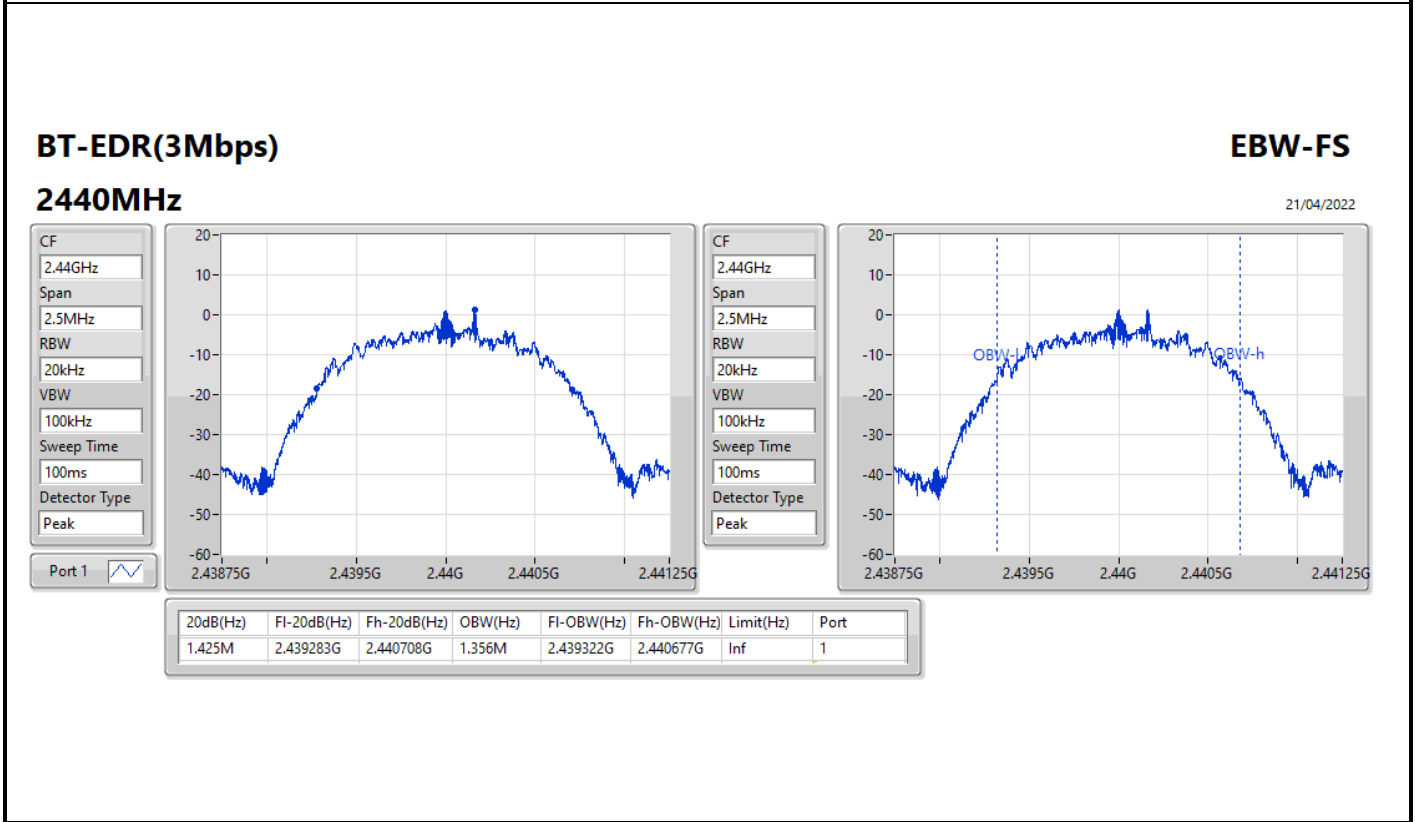 BT-EDR(3Mbps)
EBW-FS
2440MHz
21/04/2022
CF
2.44GHz
Span
2.5MHz
RBW
20kHz
VBW
100kHz
Sweep Time
100ms
Detector Type
Peak
Port 1
20
10
0
-10
-20
-30
-40
-50
-60
2.43875G 2.4395G 2.44G 2.4405G 2.44125G
CF
2.44GHz
Span
2.5MHz
RBW
20kHz
VBW
100kHz
Sweep Time
100ms
Detector Type
Peak
20
10
0
-10
-20
-30
-40
-50
-60
OBW-l OBW-h
2.43875G 2.4395G 2.44G 2.4405G 2.44125G
20dB(Hz) Fl-20dB(Hz) Fh-20dB(Hz) OBW(Hz) Fl-OBW(Hz) Fh-OBW(Hz) Limit(Hz) Port
1.425M 2.439283G 2.440708G 1.356M 2.439322G 2.440677G Inf 1